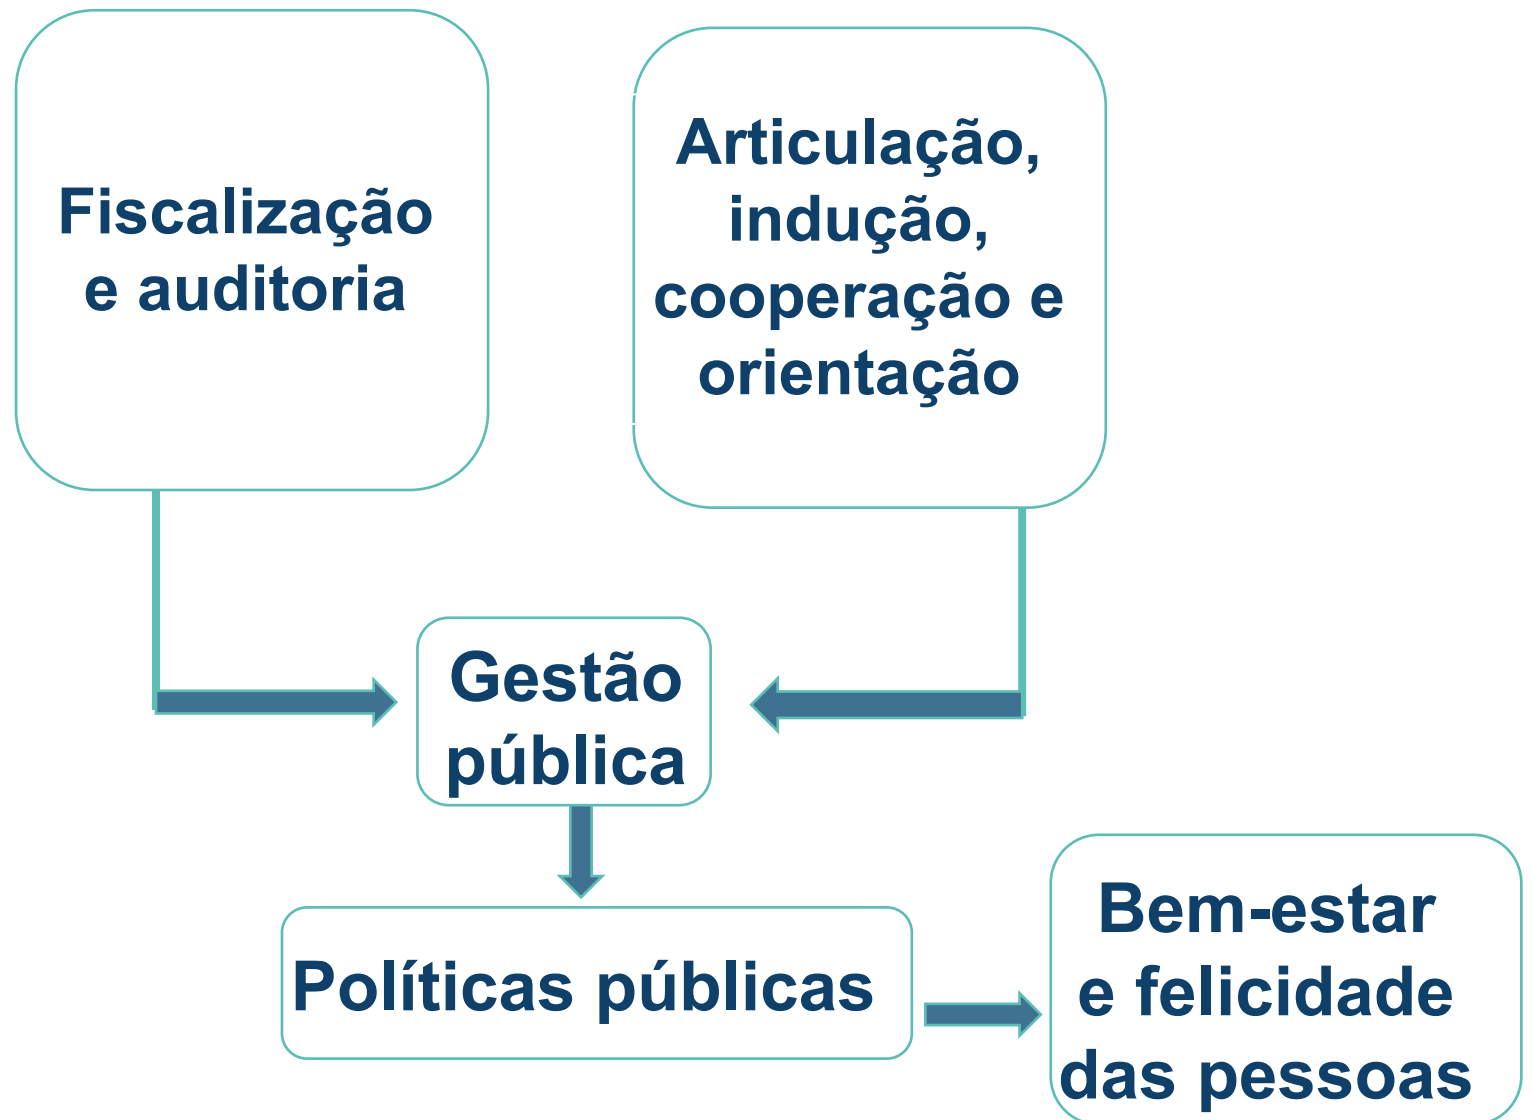 Fiscalização
e auditoria
Articulação,
indução,
cooperação e
orientação
Gestão
pública
Políticas públicas
Bem-estar
e felicidade
das pessoas